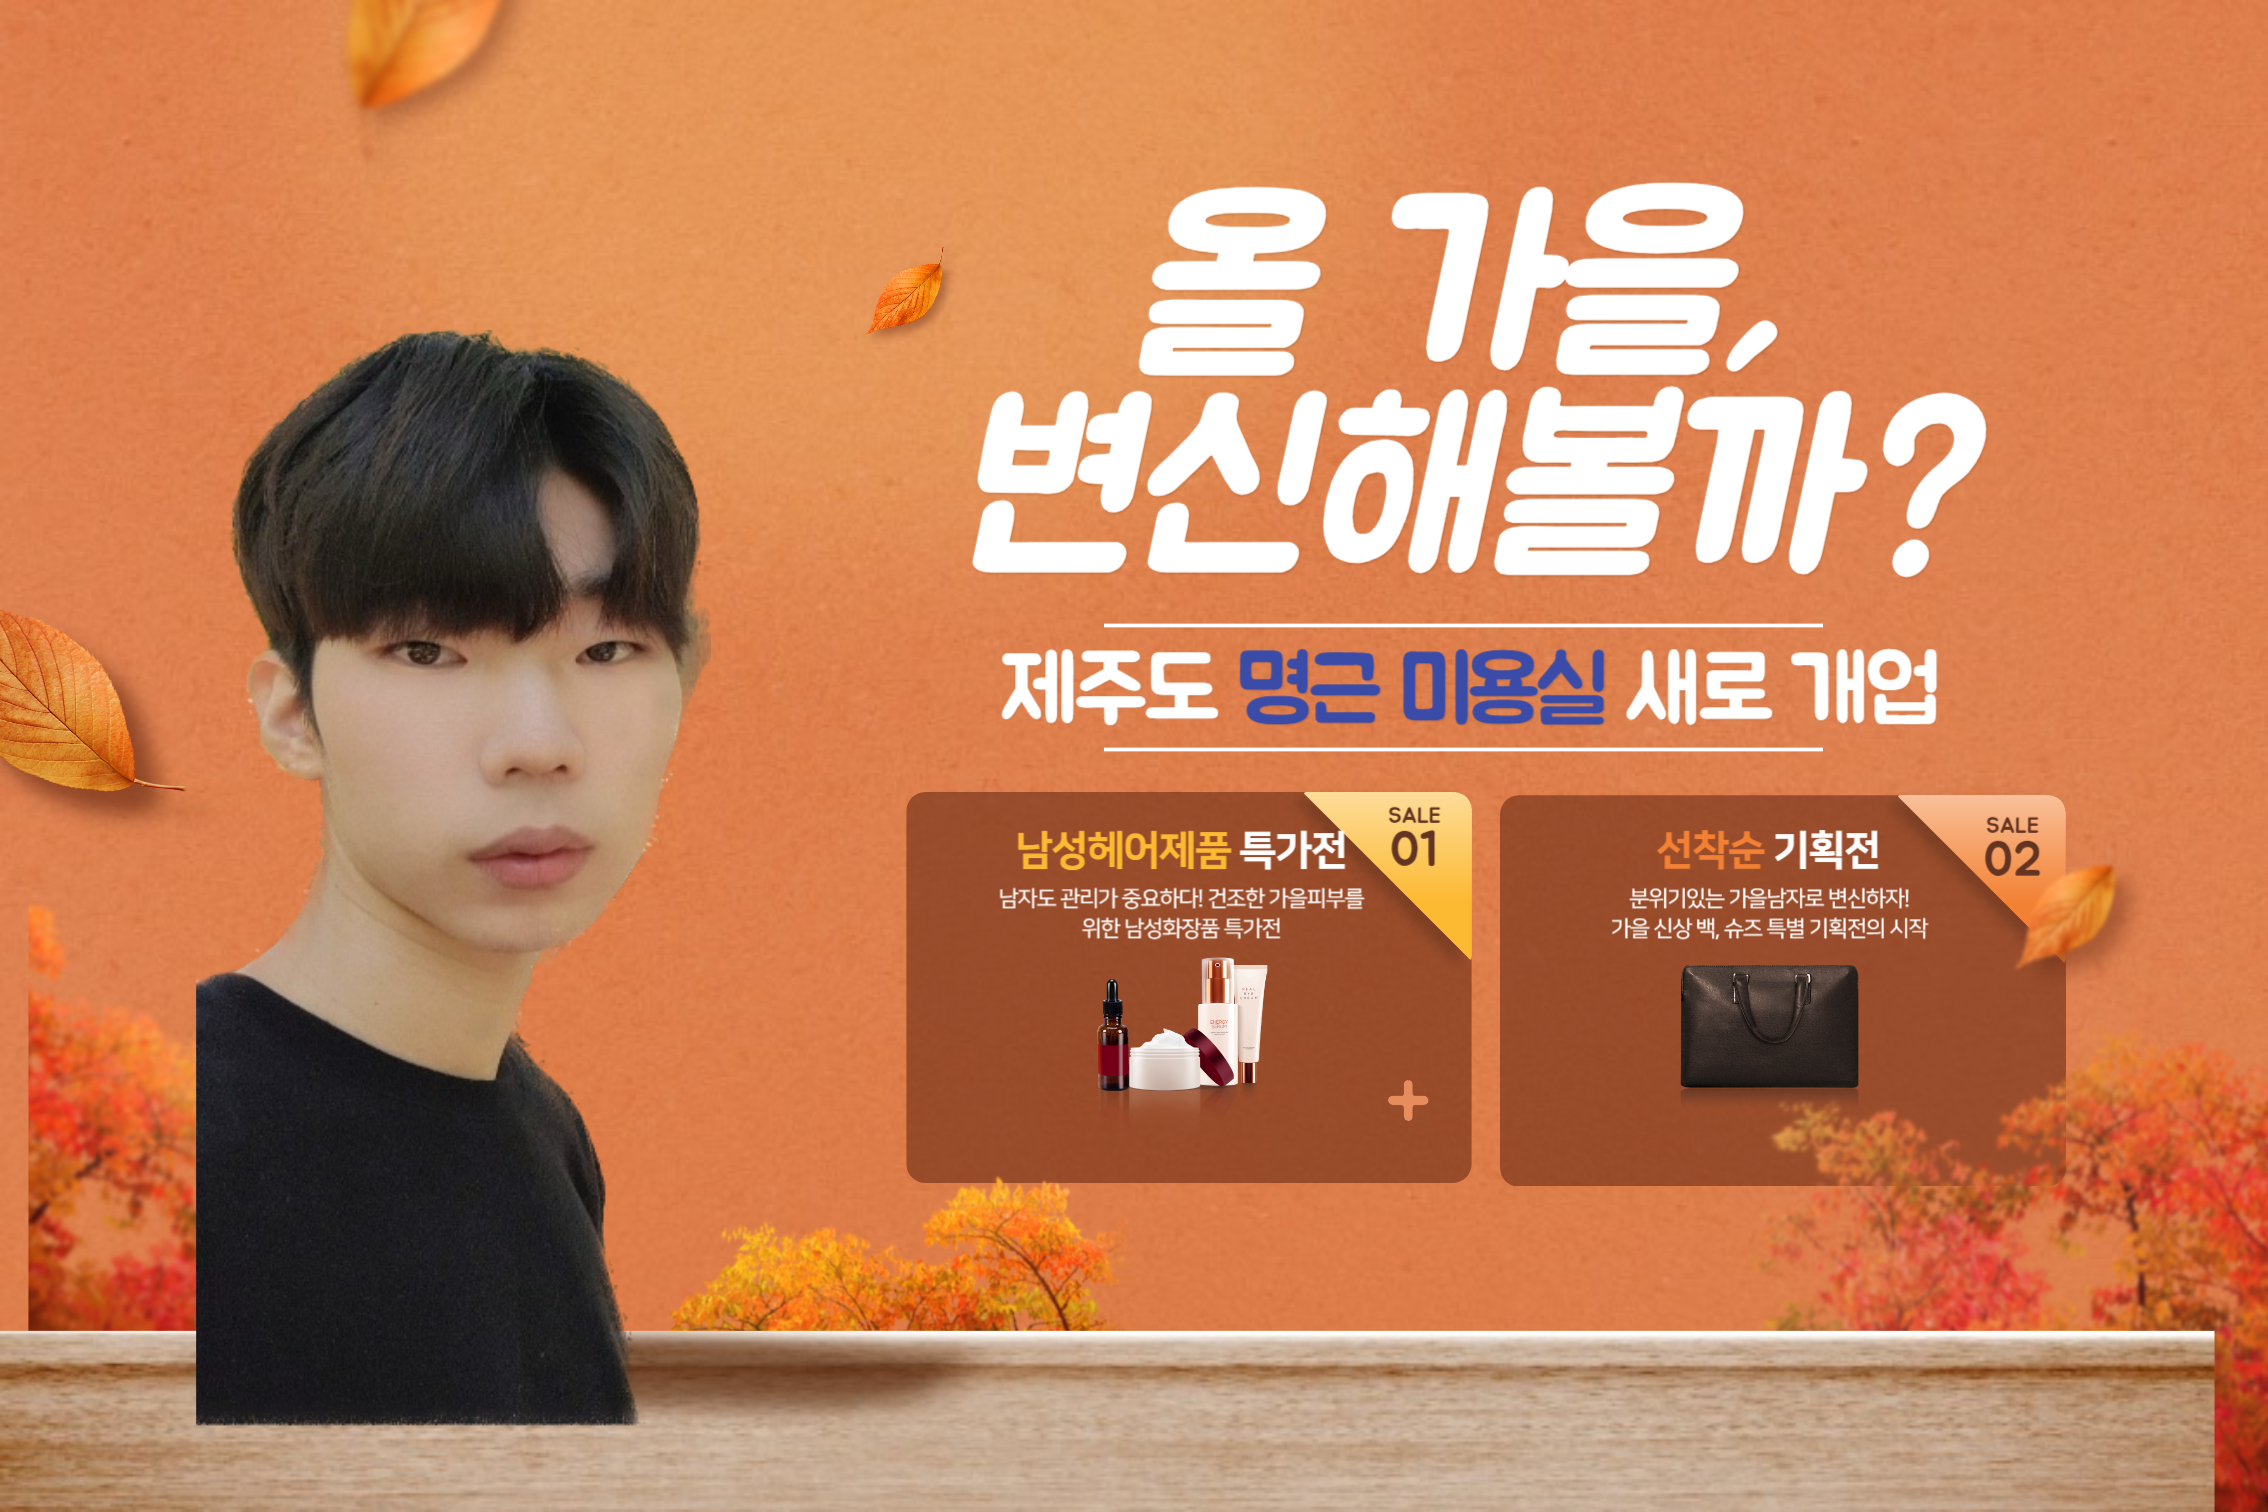 올 가을,
변신해볼까?
제주도 명근 미용실 새로 개업
SALE
01
남성헤어제품 특가전
남자도 관리가 중요하다! 건조한 가을피부를
위한 남성화장품 특가전
ENERGY
SALE
02
선착순 기획전
분위기있는 가을남자로 변신하자!
가을 신상 백, 슈즈 특별 기획전의 시작